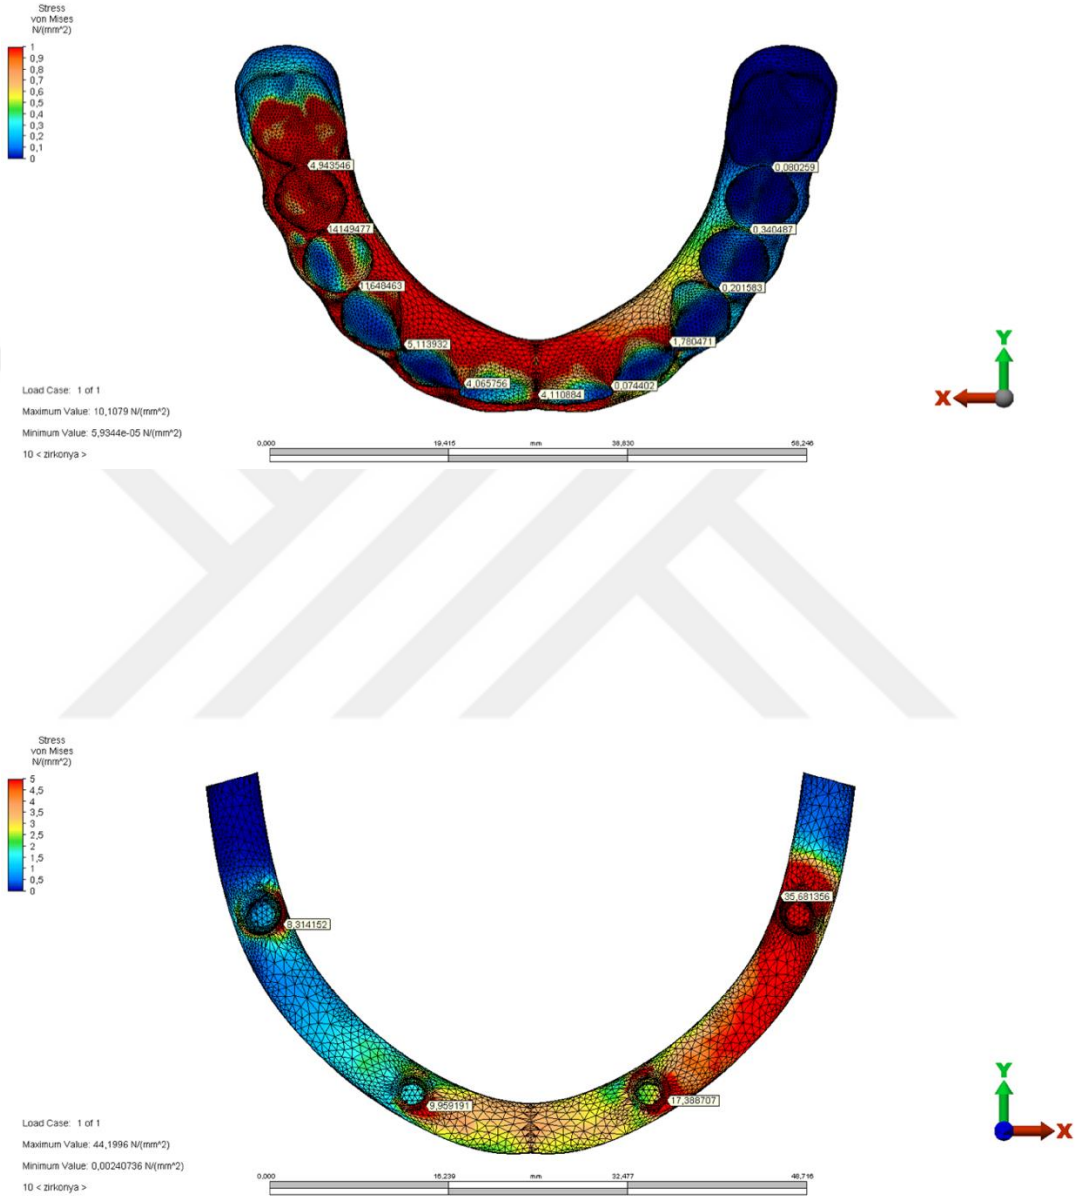 Stress
von Mises
N/(mm^2)
1
0,9
0,8
0,7
0,6
0,5
0,4
0,3
0,2
0,1
0
4,943546
14149477
11,648463
5,113932
4,065756
4,110884
0,074402
1,780471
0,201583
0,340487
0,080259
Y
X
Load Case: 1 of 1
Maximum Value: 10,1079 N/(mm^2)
Minimum Value: 5,9344e-05 N/(mm^2)
10 < zirkonya >
0,000 19,415 mm 38,830 58,246
Stress
von Mises
N/(mm^2)
5
4,5
4
3,5
3
2,5
2
1,5
1
0,5
0
8,314152
35,681356
9,959191
17,388707
Y
X
Load Case: 1 of 1
Maximum Value: 44,1996 N/(mm^2)
Minimum Value: 0,00240736 N/(mm^2)
10 < zirkonya >
0,000 16,239 mm 32,477 48,716